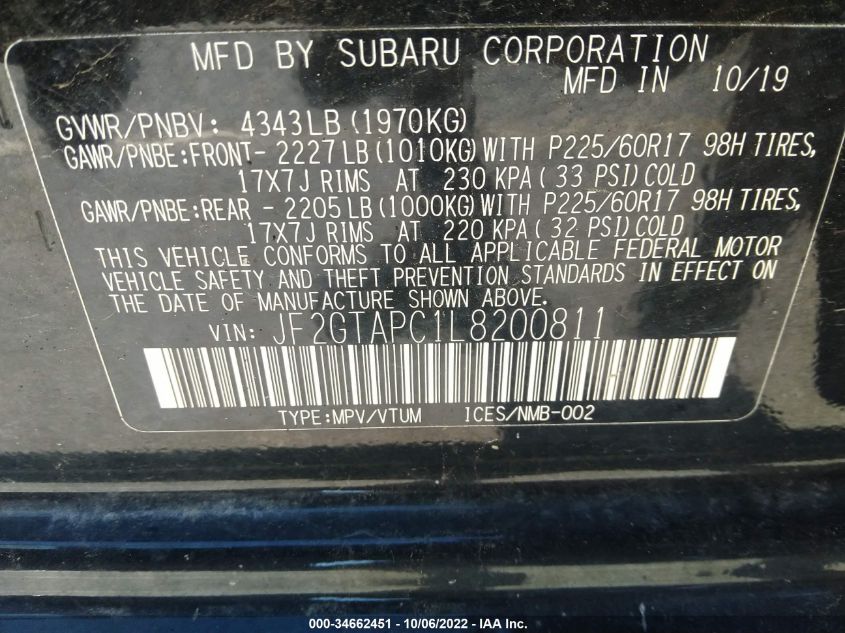 MFD BY SUBARU CORPORATION
MFD IN 10/19
GVWR/PNBV: 4343LB(1970KG)
GAWR/PNBE:FRONT- 2227LB(1010KG)WITH P225/60R17 98H TIRES,
17X7J RIMS AT 230 KPA( 33 PSI)COLD
GAWR/PNBE:REAR - 2205LB(1000KG)WITH P225/60R17 98H TIRES,
17X7J RIMS AT 220 KPA( 32 PSI)COLD
THIS VEHICLE CONFORMS TO ALL APPLICABLE FEDERAL MOTOR
VEHICLE SAFETY AND THEFT PREVENTION STANDARDS IN EFFECT ON
THE DATE OF MANUFACTURE SHOWN ABOVE.
VIN: JF2GTAPC1L8200811
TYPE:MPV/VTUM ICES/NMB-002
000-34662451 - 10/06/2022 - IAA Inc.